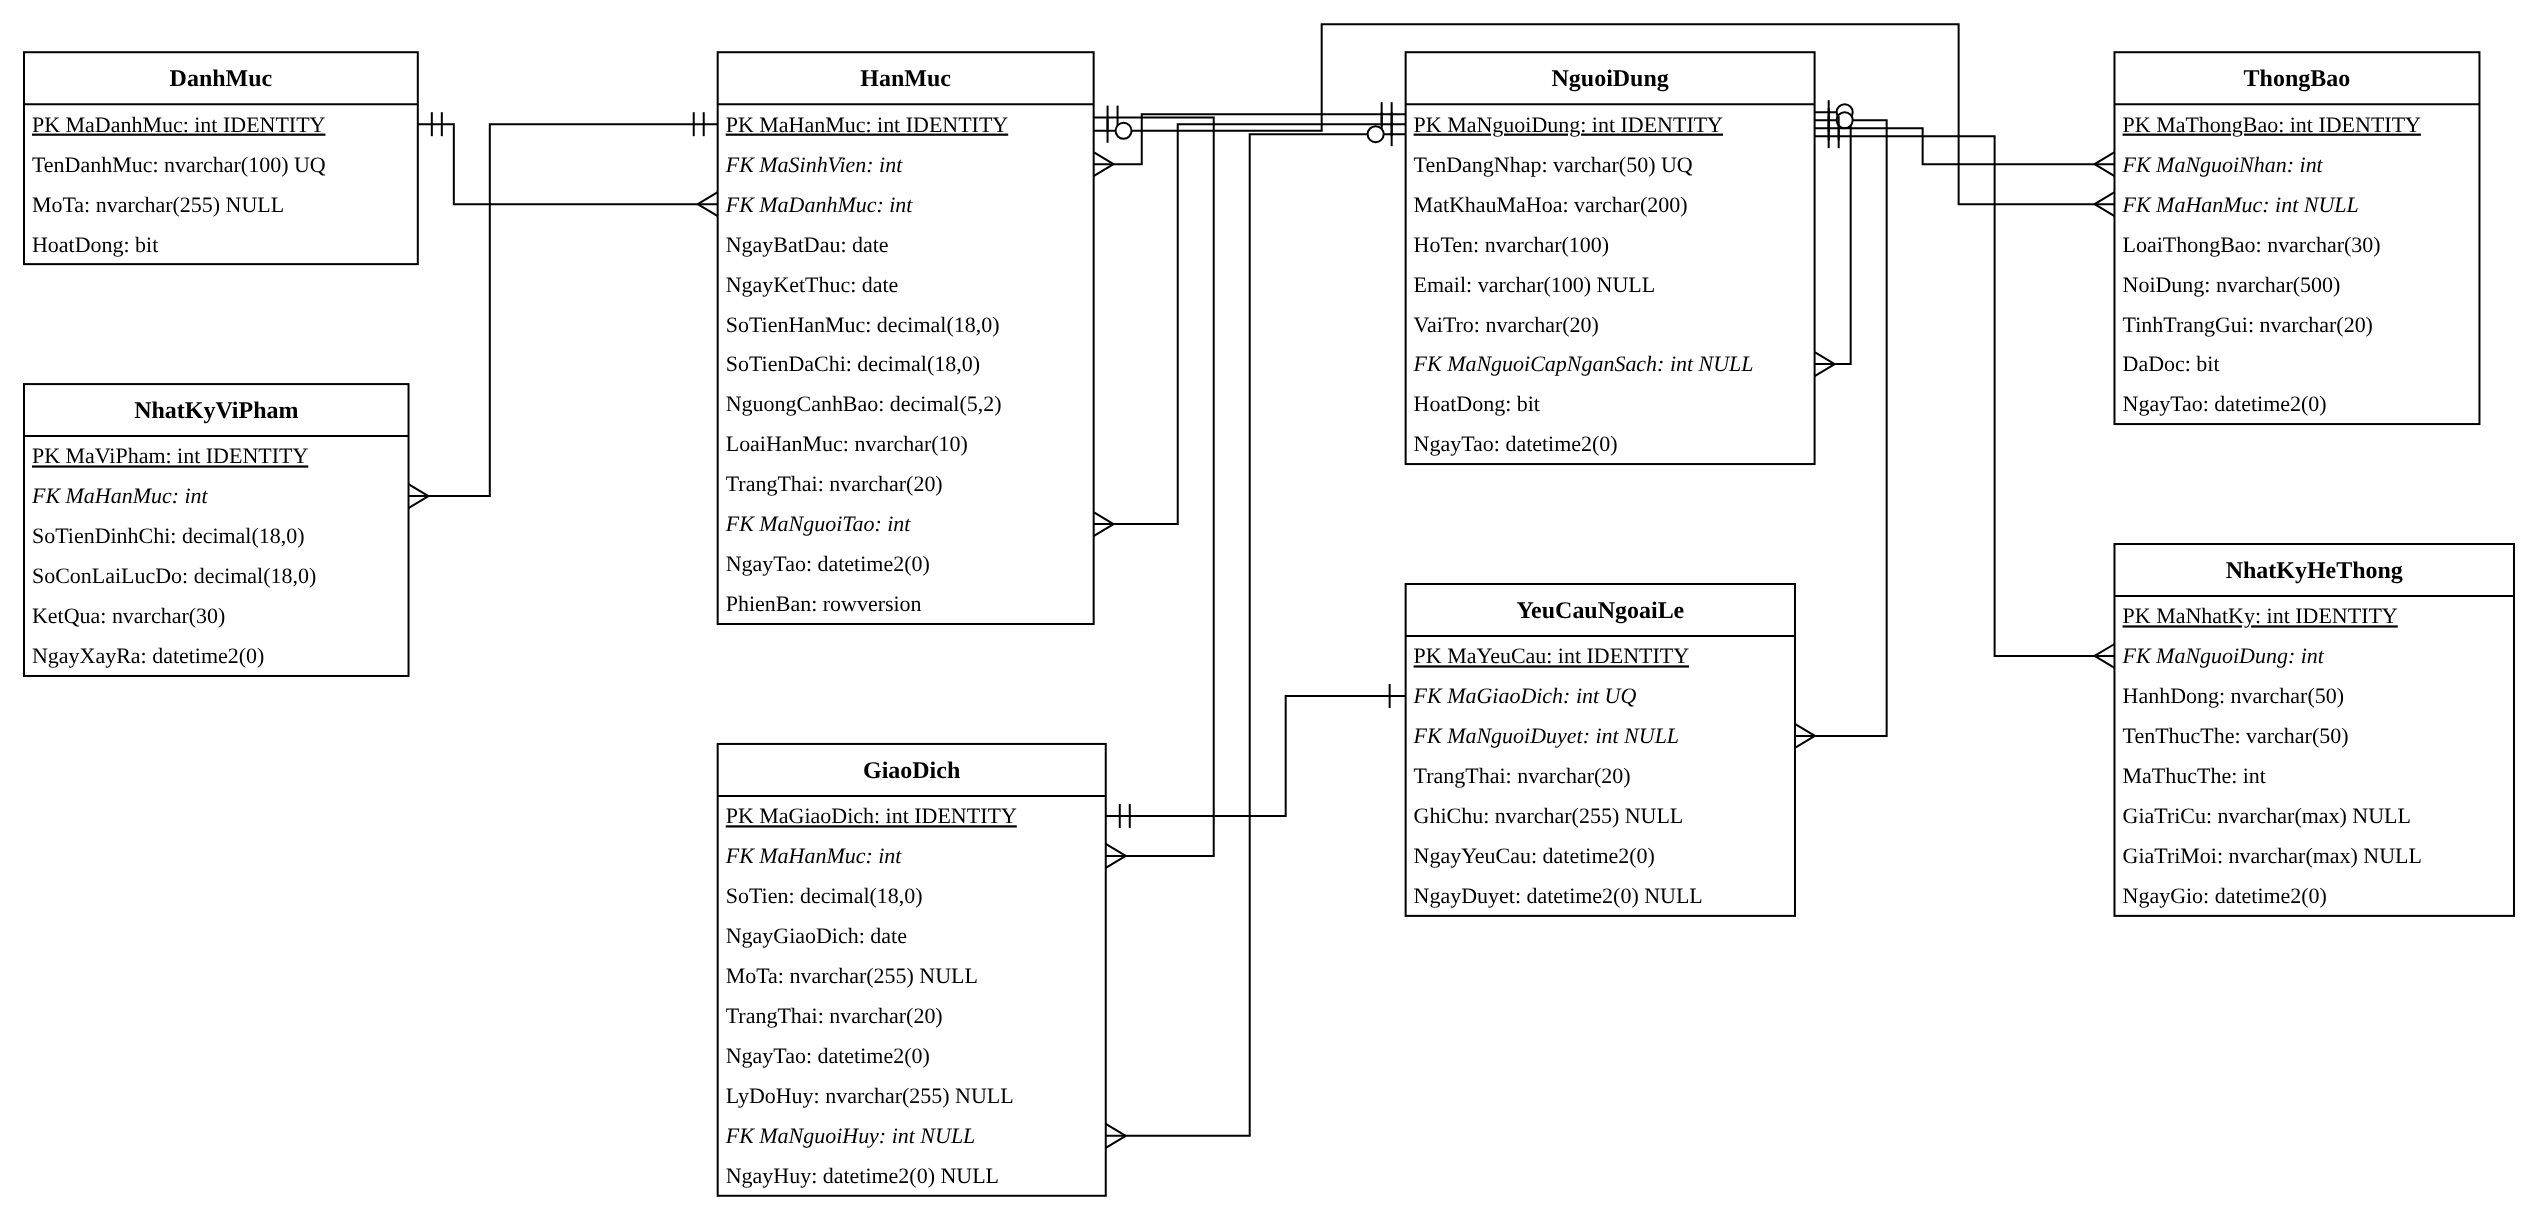 DanhMuc
PK MaDanhMuc: int IDENTITY
TenDanhMuc: nvarchar(100) UQ
MoTa: nvarchar(255) NULL
HoatDong: bit
NhatKyViPham
PK MaViPham: int IDENTITY
FK MaHanMuc: int
SoTienDinhChi: decimal(18,0)
SoConLaiLucDo: decimal(18,0)
KetQua: nvarchar(30)
NgayXayRa: datetime2(0)
HanMuc
PK MaHanMuc: int IDENTITY
FK MaSinhVien: int
FK MaDanhMuc: int
NgayBatDau: date
NgayKetThuc: date
SoTienHanMuc: decimal(18,0)
SoTienDaChi: decimal(18,0)
NguongCanhBao: decimal(5,2)
LoaiHanMuc: nvarchar(10)
TrangThai: nvarchar(20)
FK MaNguoiTao: int
NgayTao: datetime2(0)
PhienBan: rowversion
GiaoDich
PK MaGiaoDich: int IDENTITY
FK MaHanMuc: int
SoTien: decimal(18,0)
NgayGiaoDich: date
MoTa: nvarchar(255) NULL
TrangThai: nvarchar(20)
NgayTao: datetime2(0)
LyDoHuy: nvarchar(255) NULL
FK MaNguoiHuy: int NULL
NgayHuy: datetime2(0) NULL
NguoiDung
PK MaNguoiDung: int IDENTITY
TenDangNhap: varchar(50) UQ
MatKhauMaHoa: varchar(200)
HoTen: nvarchar(100)
Email: varchar(100) NULL
VaiTro: nvarchar(20)
FK MaNguoiCapNganSach: int NULL
HoatDong: bit
NgayTao: datetime2(0)
YeuCauNgoaiLe
PK MaYeuCau: int IDENTITY
FK MaGiaoDich: int UQ
FK MaNguoiDuyet: int NULL
TrangThai: nvarchar(20)
GhiChu: nvarchar(255) NULL
NgayYeuCau: datetime2(0)
NgayDuyet: datetime2(0) NULL
ThongBao
PK MaThongBao: int IDENTITY
FK MaNguoiNhan: int
FK MaHanMuc: int NULL
LoaiThongBao: nvarchar(30)
NoiDung: nvarchar(500)
TinhTrangGui: nvarchar(20)
DaDoc: bit
NgayTao: datetime2(0)
NhatKyHeThong
PK MaNhatKy: int IDENTITY
FK MaNguoiDung: int
HanhDong: nvarchar(50)
TenThucThe: varchar(50)
MaThucThe: int
GiaTriCu: nvarchar(max) NULL
GiaTriMoi: nvarchar(max) NULL
NgayGio: datetime2(0)